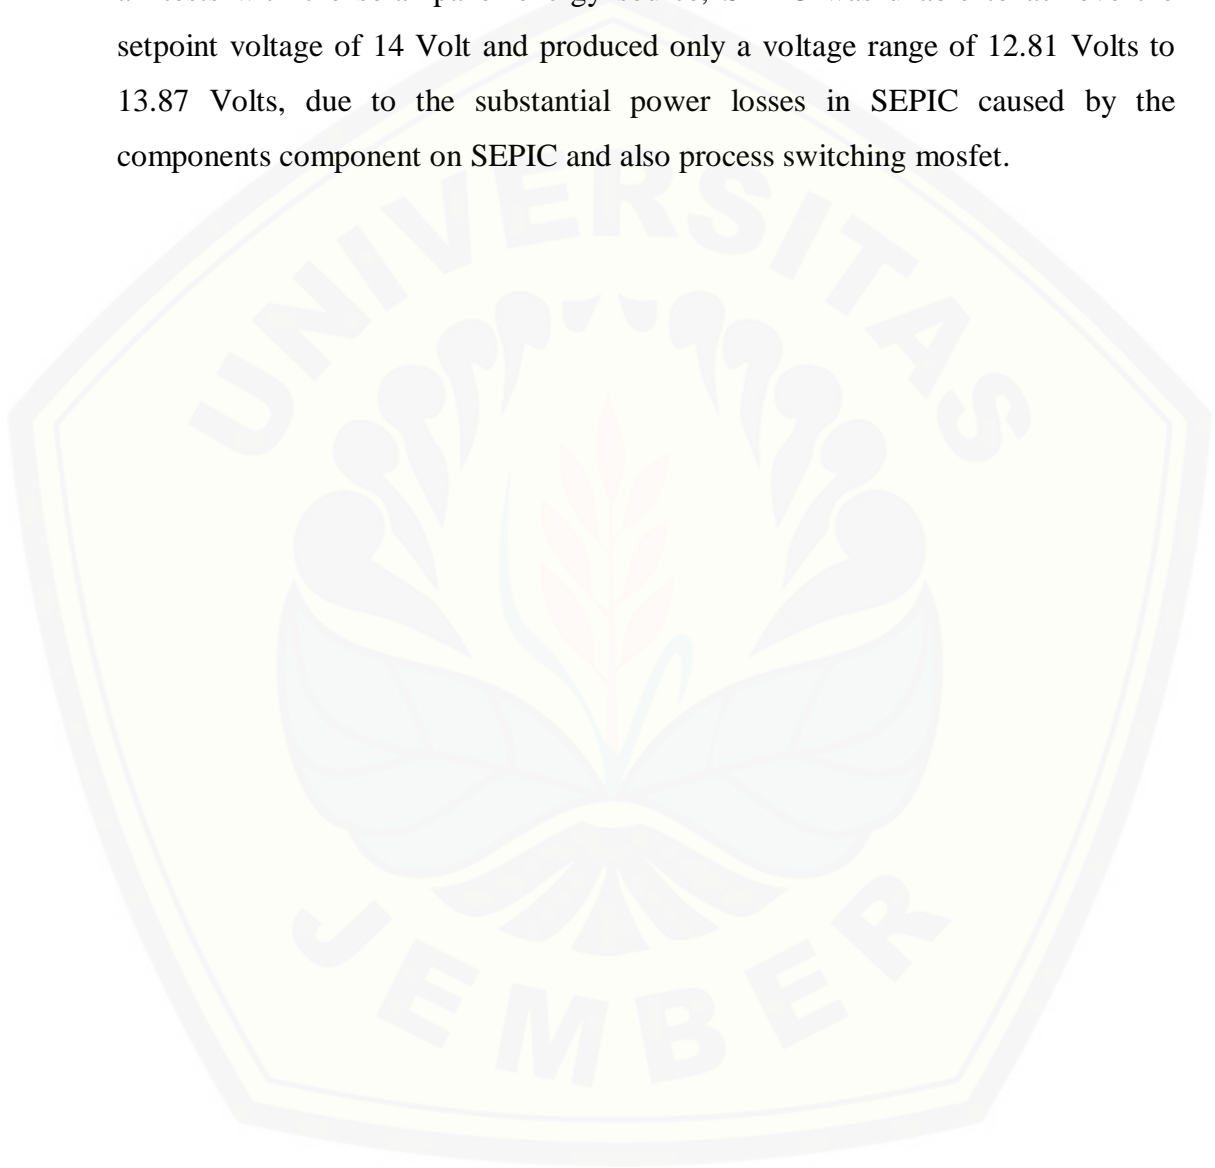 setpoint voltage of 14 Volt and produced only a voltage range of 12.81 Volts to
13.87 Volts, due to the substantial power losses in SEPIC caused by the
components component on SEPIC and also process switching mosfet.
UNIVERSITAS
JEMBER